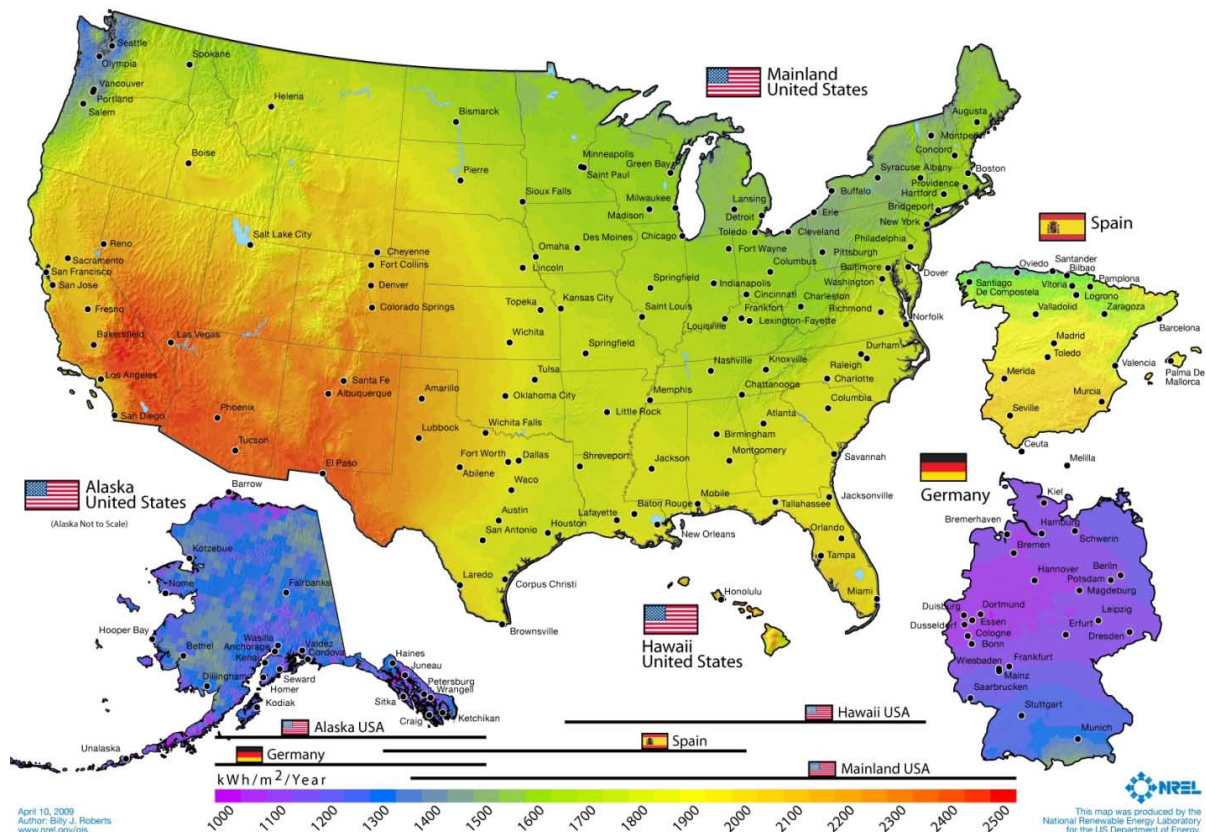 Mainland
United States
Seattle
Olympia
Spokane
Vancouver
Portland
Salem
Helena
Bismarck
Boise
Pierre
Minneapolis
Saint Paul
Green Bay
Augusta
Montpelier
Concord
Boston
Syracuse
Albany
Providence
Hartford
Buffalo
Bridgeport
New York
Sioux Falls
Milwaukee
Madison
Lansing
Detroit
Erie
Reno
Sacramento
San Francisco
San Jose
Salt Lake City
Cheyenne
Fort Collins
Denver
Colorado Springs
Omaha
Lincoln
Des Moines
Chicago
Toledo
Fort Wayne
Cleveland
Philadelphia
Pittsburgh
Columbus
Baltimore
Washington
Dover
Fresno
Bakersfield
Las Vegas
Topeka
Kansas City
Springfield
Saint Louis
Indianapolis
Cincinnati
Charleston
Frankfort
Louisville
Lexington-Fayette
Richmond
Norfolk
Wichita
Springfield
Los Angeles
San Diego
Phoenix
Tucson
Santa Fe
Albuquerque
Amarillo
Lubbock
El Paso
Tulsa
Oklahoma City
Wichita Falls
Little Rock
Memphis
Nashville
Knoxville
Chattanooga
Durham
Raleigh
Charlotte
Columbia
Atlanta
Birmingham
Montgomery
Savannah
Fort Worth
Dallas
Abilene
Shreveport
Jackson
Waco
Austin
San Antonio
Houston
Lafayette
Baton Rouge
New Orleans
Mobile
Tallahassee
Jacksonville
Orlando
Tampa
Miami
Laredo
Corpus Christi
Brownsville
Spain
Oviedo
Santander
Bilbao
Pamplona
Santiago
De Compostela
Vitoria
Logrono
Valladolid
Zaragoza
Barcelona
Madrid
Toledo
Valencia
Palma De
Mallorca
Merida
Murcia
Seville
Ceuta
Melilla
Alaska
United States
(Alaska Not to Scale)
Barrow
Kotzebue
Nome
Fairbanks
Hooper Bay
Bethel
Wasilla
Anchorage
Kenai
Valdez
Cordova
Dillingham
Seward
Homer
Kodiak
Unalaska
Haines
Juneau
Petersburg
Wrangell
Sitka
Craig
Ketchikan
Honolulu
Hawaii
United States
Germany
Kiel
Bremerhaven
Hamburg
Schwerin
Bremen
Hannover
Berlin
Potsdam
Magdeburg
Duisburg
Dortmund
Essen
Dusseldorf
Cologne
Bonn
Leipzig
Erfurt
Dresden
Wiesbaden
Frankfurt
Mainz
Saarbrucken
Stuttgart
Munich
Alaska USA
Hawaii USA
Germany
Spain
Mainland USA
kWh/m2/Year
1000
1100
1200
1300
1400
1500
1600
1700
1800
1900
2000
2100
2200
2300
2400
2500
April 10, 2009
Author: Billy J. Roberts
www.nrel.gov/gis
NREL
This map was produced by the
National Renewable Energy Laboratory
for the US Department of Energy.